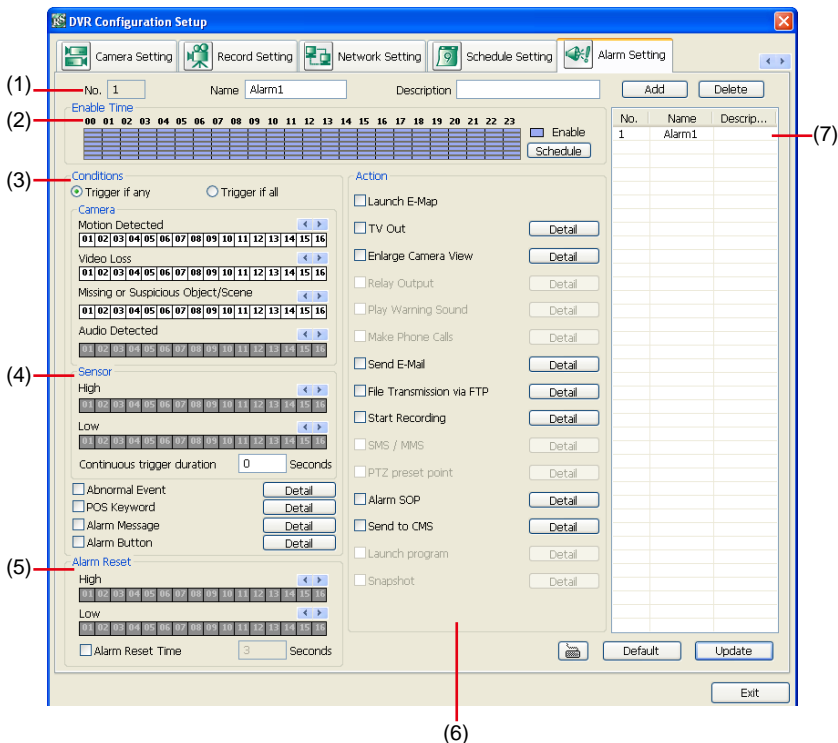 DVR Configuration Setup
Camera Setting Record Setting Network Setting Schedule Setting Alarm Setting
(1) No. 1 Name Alarm1 Description Add Delete
Enable Time
(2) 00 01 02 03 04 05 06 07 08 09 10 11 12 13 14 15 16 17 18 19 20 21 22 23
Enable
Schedule
No. Name Descrip...
1 Alarm1 (7)
(3) Conditions
Trigger if any Trigger if all
Camera
Motion Detected
01 02 03 04 05 06 07 08 09 10 11 12 13 14 15 16
Video Loss
01 02 03 04 05 06 07 08 09 10 11 12 13 14 15 16
Missing or Suspicious Object/Scene
01 02 03 04 05 06 07 08 09 10 11 12 13 14 15 16
Audio Detected
01 02 03 04 05 06 07 08 09 10 11 12 13 14 15 16
(4) Sensor
High
01 02 03 04 05 06 07 08 09 10 11 12 13 14 15 16
Low
01 02 03 04 05 06 07 08 09 10 11 12 13 14 15 16
Continuous trigger duration 0 Seconds
Abnormal Event Detail
POS Keyword Detail
Alarm Message Detail
Alarm Button Detail
(5) Alarm Reset
High
01 02 03 04 05 06 07 08 09 10 11 12 13 14 15 16
Low
01 02 03 04 05 06 07 08 09 10 11 12 13 14 15 16
Alarm Reset Time 3 Seconds
Action
Launch E-Map
TV Out Detail
Enlarge Camera View Detail
Relay Output Detail
Play Warning Sound Detail
Make Phone Calls Detail
Send E-Mail Detail
File Transmission via FTP Detail
Start Recording Detail
SMS / MMS Detail
PTZ preset point Detail
Alarm SOP Detail
Send to CMS Detail
Launch program Detail
Snapshot Detail
Default Update
Exit
(6)